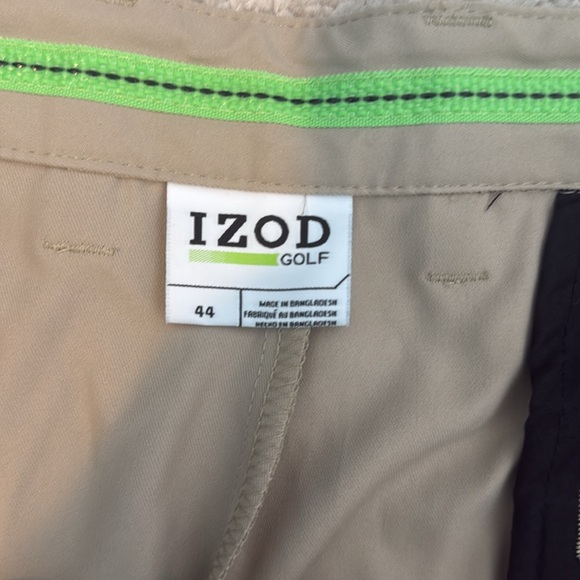 IZOD
GOLF
44
MADE IN BANGLADESH
FABRIQUÉ AU BANGLADESH
HECHO EN BANGLADESH